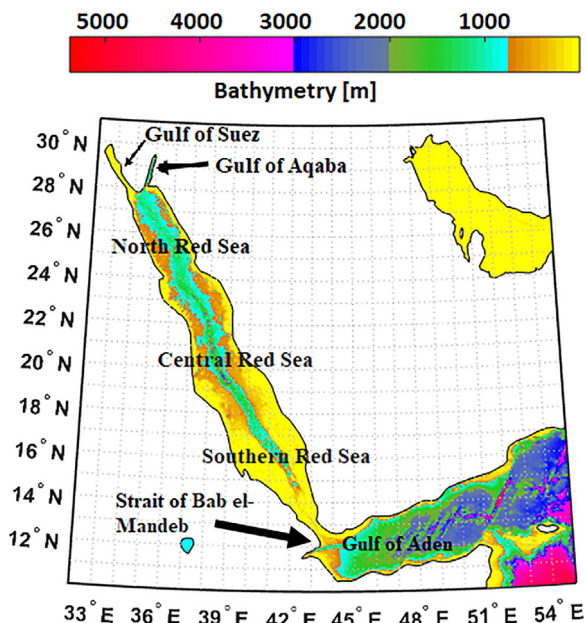 5000 4000 3000 2000 1000
Bathymetry [m]
30°N
28°N
26°N
24°N
22°N
20°N
18°N
16°N
14°N
12°N
Gulf of Suez
Gulf of Aqaba
North Red Sea
Central Red Sea
Southern Red Sea
Strait of Bab el-
Mandeb
Gulf of Aden
33°E 36°E 39°E 42°E 45°E 48°E 51°E 54°E